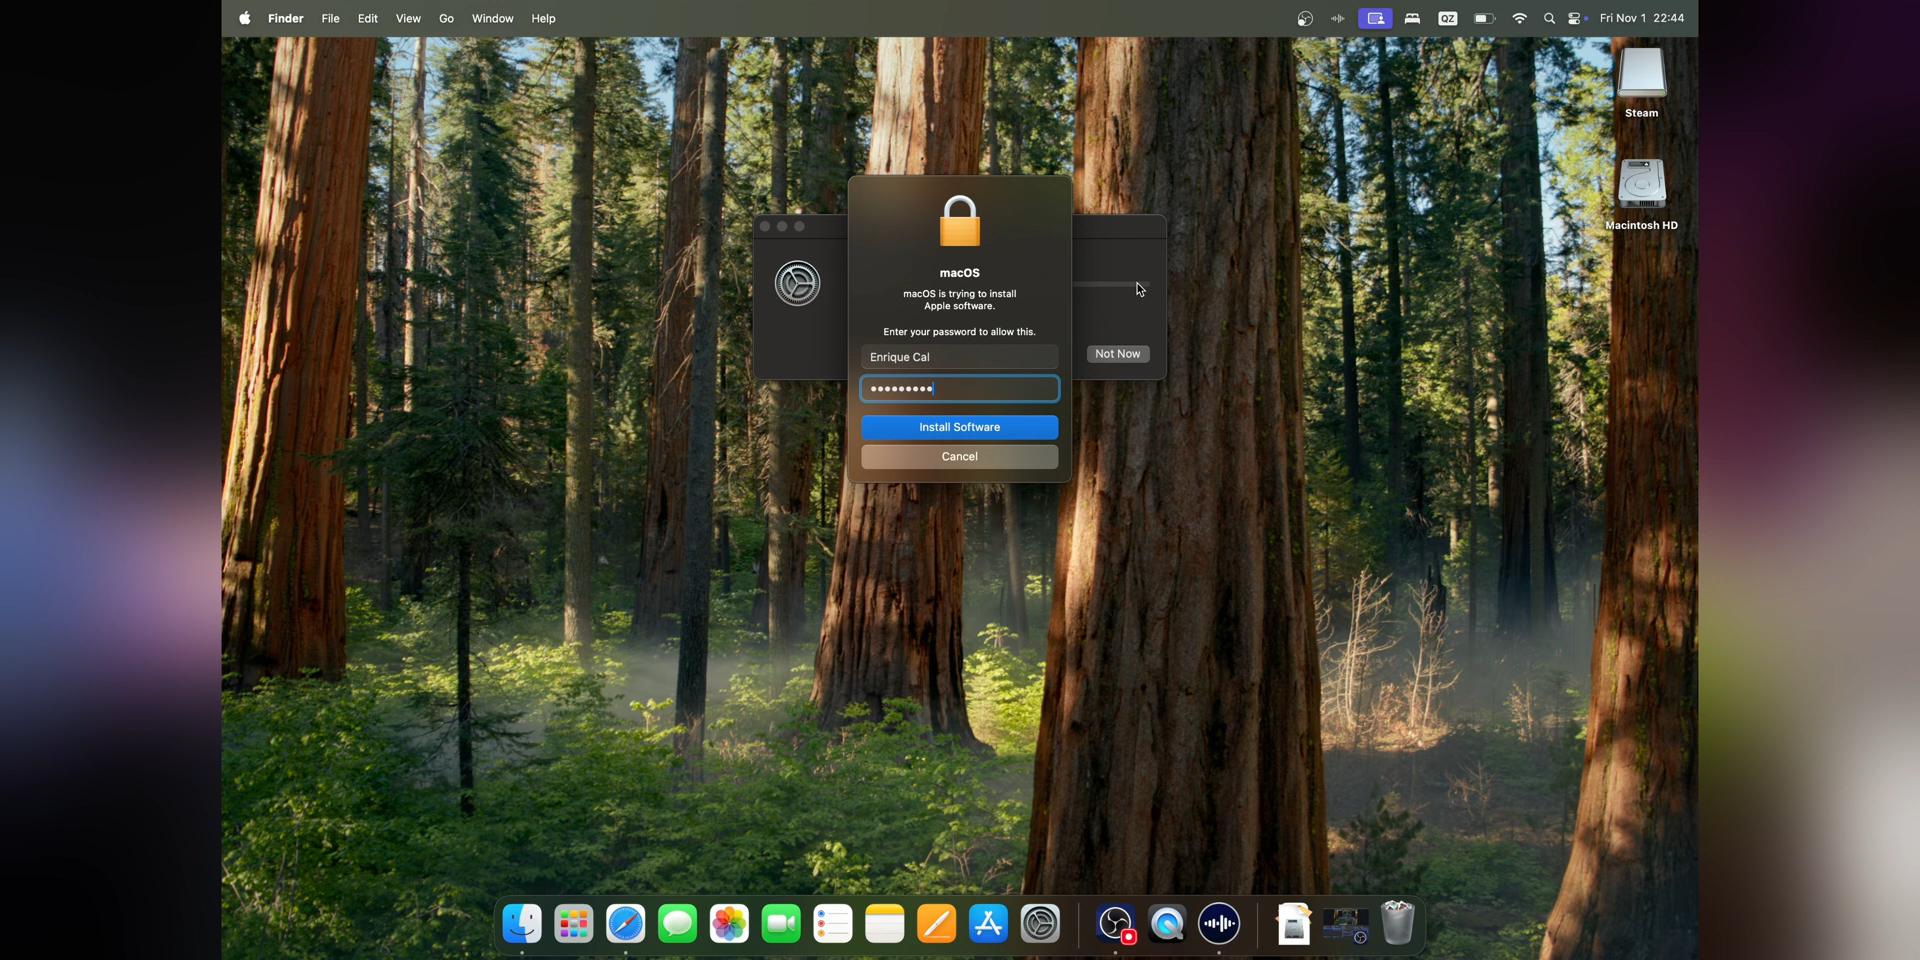 Finder File Edit View Go Window Help QZ Fri Nov 1 22:44
Steam
Macintosh HD
macOS
macOS is trying to install
Apple software.
Enter your password to allow this.
Enrique Cal
Not Now
•••••••••
Install Software
Cancel